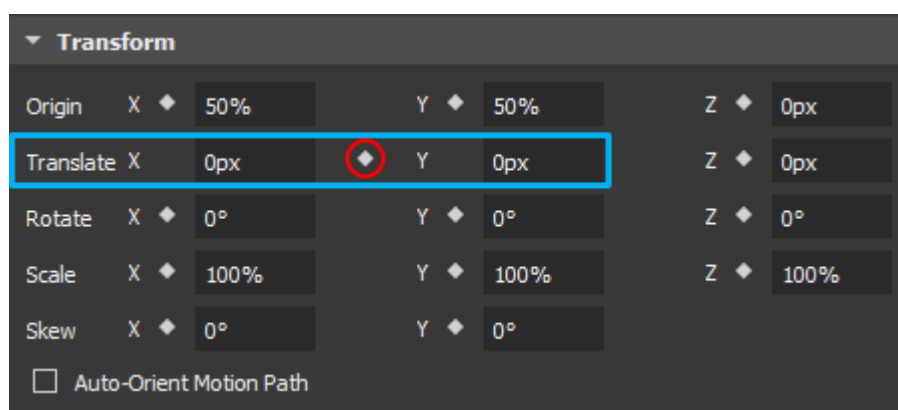 Transform
Origin X 50% Y 50% Z 0px
Translate X 0px Y 0px Z 0px
Rotate X 0° Y 0° Z 0°
Scale X 100% Y 100% Z 100%
Skew X 0° Y 0°
Auto-Orient Motion Path